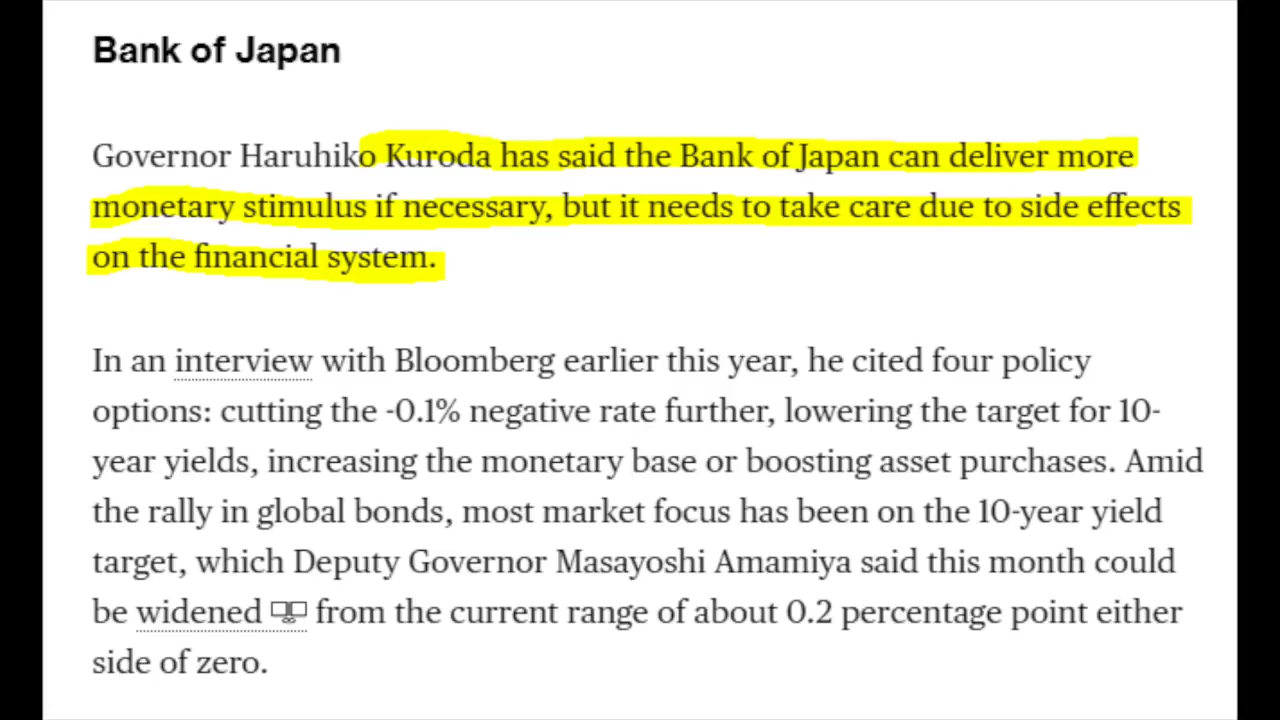 Bank of Japan
Governor Haruhiko Kuroda has said the Bank of Japan can deliver more
monetary stimulus if necessary, but it needs to take care due to side effects
on the financial system.
In an interview with Bloomberg earlier this year, he cited four policy
options: cutting the -0.1% negative rate further, lowering the target for 10-
year yields, increasing the monetary base or boosting asset purchases. Amid
the rally in global bonds, most market focus has been on the 10-year yield
target, which Deputy Governor Masayoshi Amamiya said this month could
be widened from the current range of about 0.2 percentage point either
side of zero.